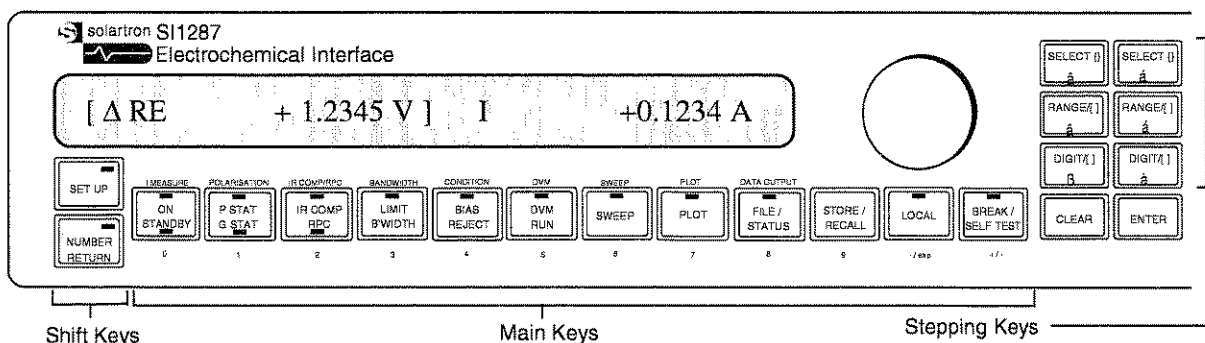 solartron SI1287
Electrochemical Interface
[ Δ RE + 1.2345 V ] I +0.1234 A
SELECT {} SELECT {}
â á
RANGE/[ ] RANGE/[ ]
â á
DIGIT/[ ] DIGIT/[ ]
ß à
CLEAR ENTER
SET UP
NUMBER
RETURN
I MEASURE POLARISATION IR COMP/RPC BANDWIDTH CONDITION DVM SWEEP PLOT DATA OUTPUT
ON STANDBY
P STAT G STAT
IR COMP RPC
LIMIT B'WIDTH
BIAS REJECT
DVM RUN
SWEEP
PLOT
FILE / STATUS
STORE / RECALL
LOCAL
BREAK / SELF TEST
0 1 2 3 4 5 6 7 8 9 ·/exp +/-
Shift Keys Main Keys Stepping Keys